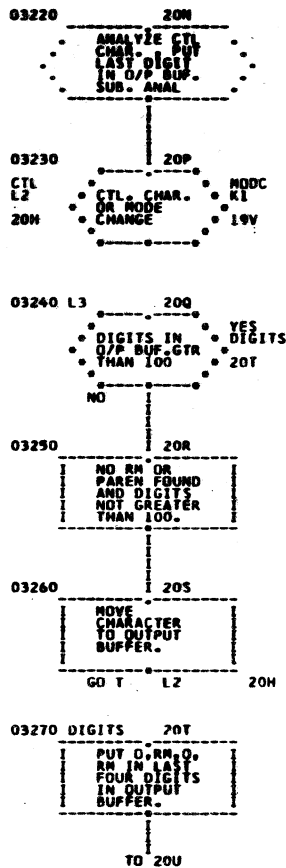 03220 20N
ANALYZE CTL
CHAR. , PUT
LAST DIGIT
IN O/P BUF.
SUB. ANAL
03230 20P
CTL MODC
L2 CTL. CHAR. K1
OR MODE
20H CHANGE 19V
03240 L3 20Q
YES
DIGITS IN DIGITS
O/P BUF.GTR
THAN 100 20T
NO
03250 20R
NO RM OR
PAREN FOUND
AND DIGITS
NOT GREATER
THAN 100.
03260 20S
MOVE
CHARACTER
TO OUTPUT
BUFFER.
GO T L2 20H
03270 DIGITS 20T
PUT 0,RM,0,
RM IN LAST
FOUR DIGITS
IN OUTPUT
BUFFER.
TO 20U